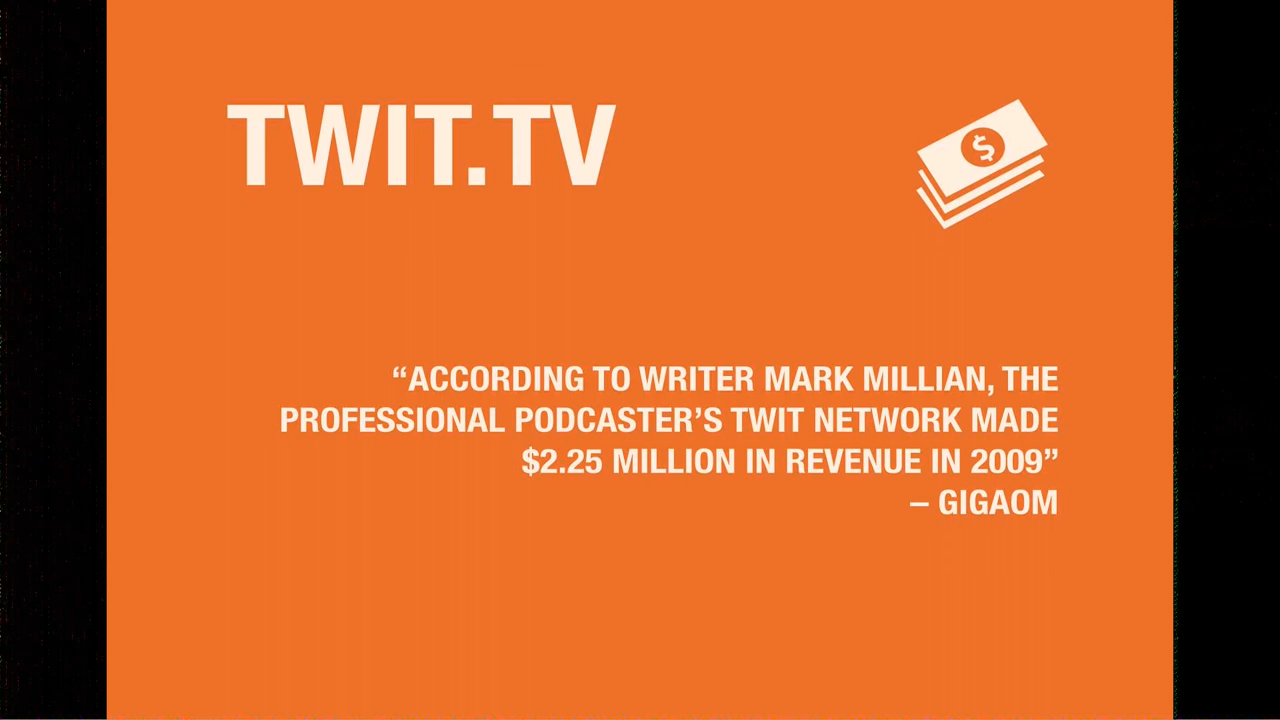 TWIT.TV
“ACCORDING TO WRITER MARK MILLIAN, THE
PROFESSIONAL PODCASTER’S TWIT NETWORK MADE
$2.25 MILLION IN REVENUE IN 2009”
– GIGAOM